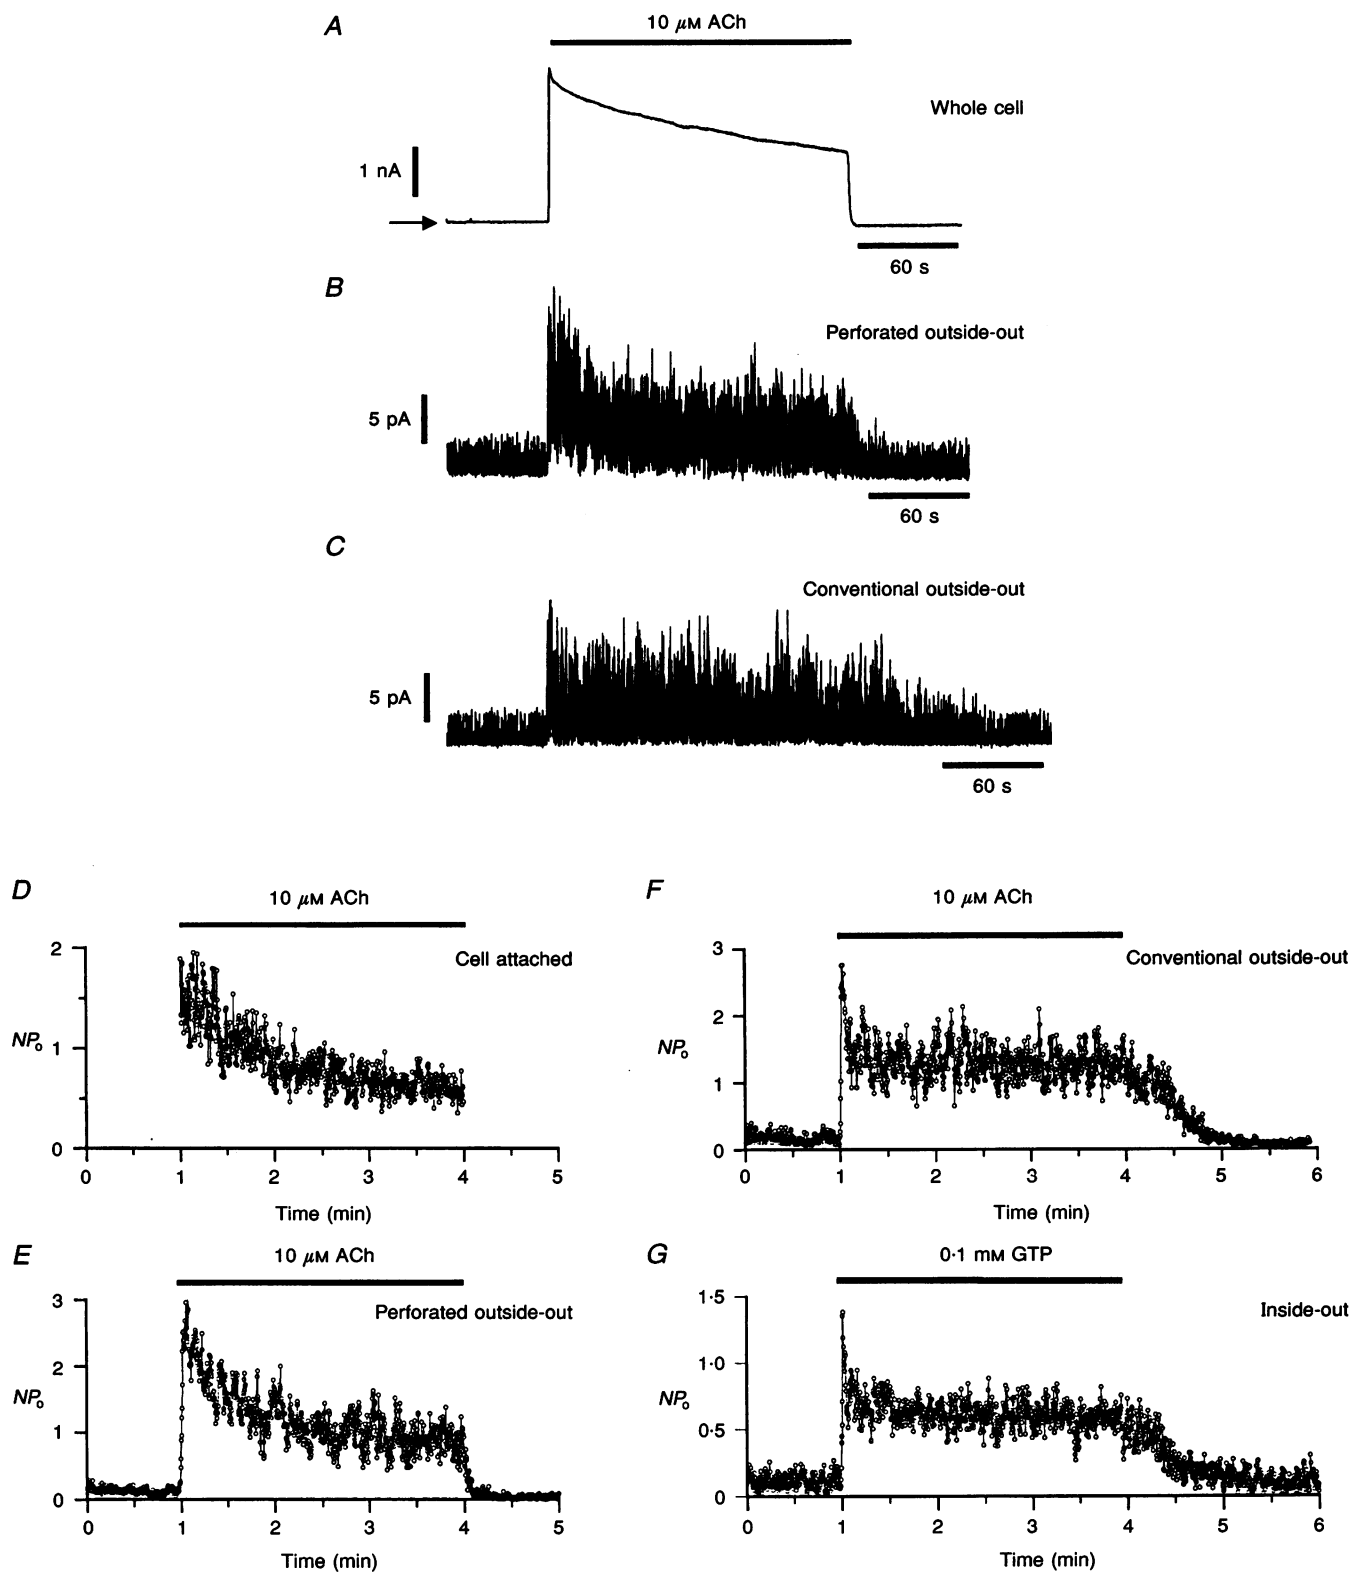 A
10 μM ACh
Whole cell
1 nA
60 s
B
Perforated outside-out
5 pA
60 s
C
Conventional outside-out
5 pA
60 s
D
10 μM ACh
Cell attached
2
1
0
NPo
0 1 2 3 4 5
Time (min)
E
10 μM ACh
Perforated outside-out
3
2
1
0
NPo
0 1 2 3 4 5
Time (min)
F
10 μM ACh
Conventional outside-out
3
2
1
0
NPo
0 1 2 3 4 5 6
Time (min)
G
0·1 mM GTP
Inside-out
1·5
1·0
0·5
0
NPo
0 1 2 3 4 5 6
Time (min)